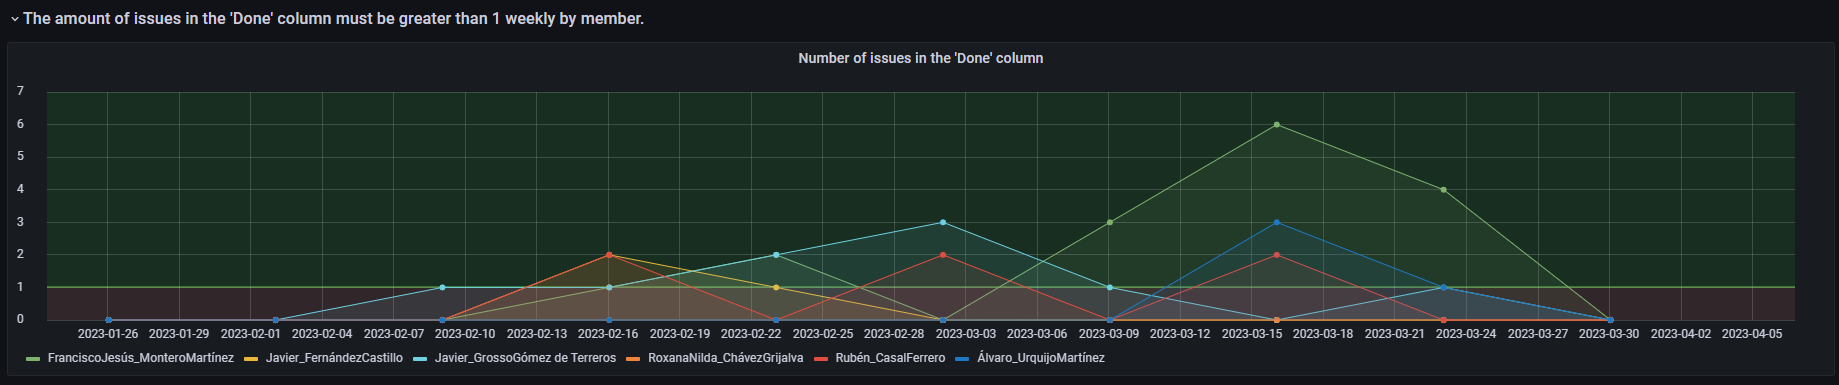 The amount of issues in the 'Done' column must be greater than 1 weekly by member.
Number of issues in the 'Done' column
7
6
5
4
3
2
1
0
2023-01-26 2023-01-29 2023-02-01 2023-02-04 2023-02-07 2023-02-10 2023-02-13 2023-02-16 2023-02-19 2023-02-22 2023-02-25 2023-02-28 2023-03-03 2023-03-06 2023-03-09 2023-03-12 2023-03-15 2023-03-18 2023-03-21 2023-03-24 2023-03-27 2023-03-30 2023-04-02 2023-04-05
FranciscoJesús_MonteroMartínez Javier_FernándezCastillo Javier_GrossoGómez de Terreros RoxanaNilda_ChávezGrijalva Rubén_CasalFerrero Álvaro_UrquijoMartínez